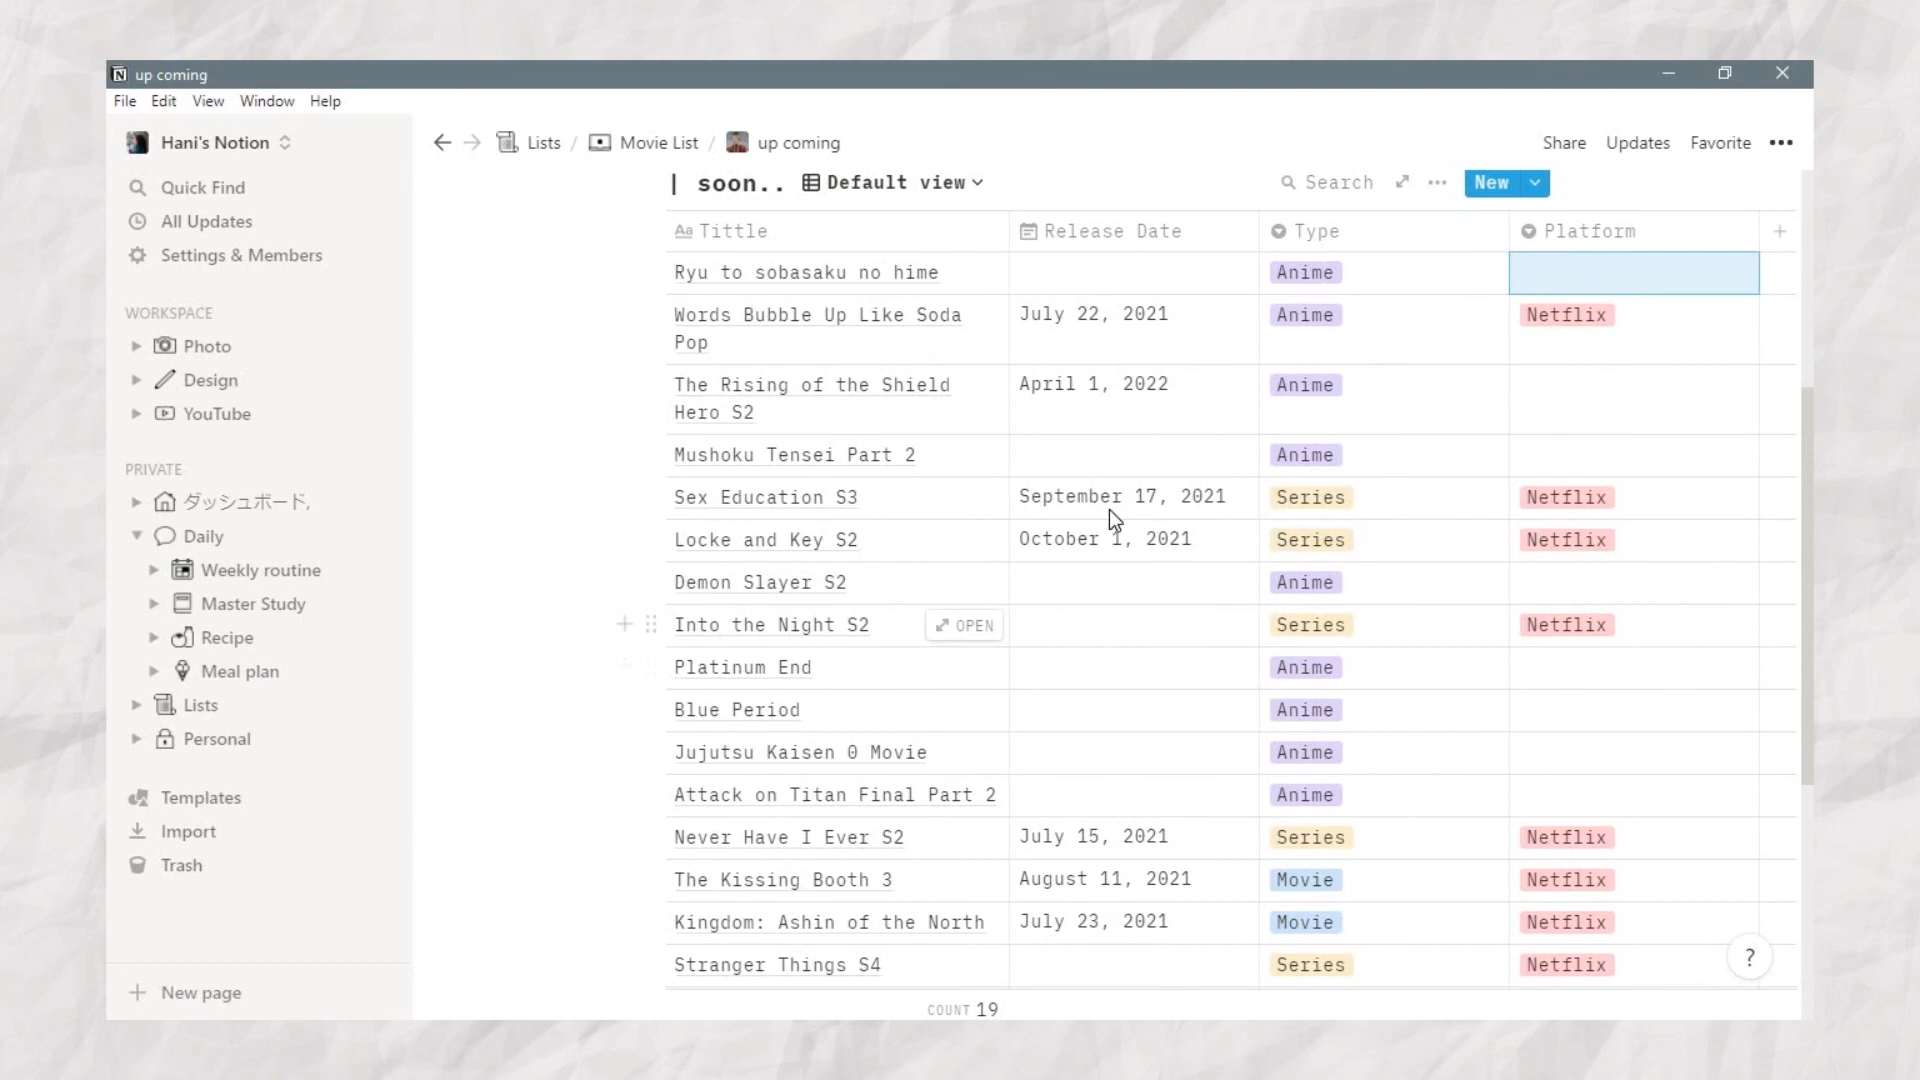 up coming
File Edit View Window Help
Hani's Notion
Lists / Movie List / up coming
Share Updates Favorite
Quick Find
All Updates
Settings & Members
WORKSPACE
Photo
Design
YouTube
PRIVATE
ダッシュボード,
Daily
Weekly routine
Master Study
Recipe
Meal plan
Lists
Personal
Templates
Import
Trash
New page
| soon.. Default view Search New
Aa Tittle Release Date Type Platform
Ryu to sobasaku no hime Anime
Words Bubble Up Like Soda July 22, 2021 Anime Netflix
Pop
The Rising of the Shield April 1, 2022 Anime
Hero S2
Mushoku Tensei Part 2 Anime
Sex Education S3 September 17, 2021 Series Netflix
Locke and Key S2 October 1, 2021 Series Netflix
Demon Slayer S2 Anime
Into the Night S2 OPEN Series Netflix
Platinum End Anime
Blue Period Anime
Jujutsu Kaisen 0 Movie Anime
Attack on Titan Final Part 2 Anime
Never Have I Ever S2 July 15, 2021 Series Netflix
The Kissing Booth 3 August 11, 2021 Movie Netflix
Kingdom: Ashin of the North July 23, 2021 Movie Netflix
Stranger Things S4 Series Netflix
COUNT 19
?